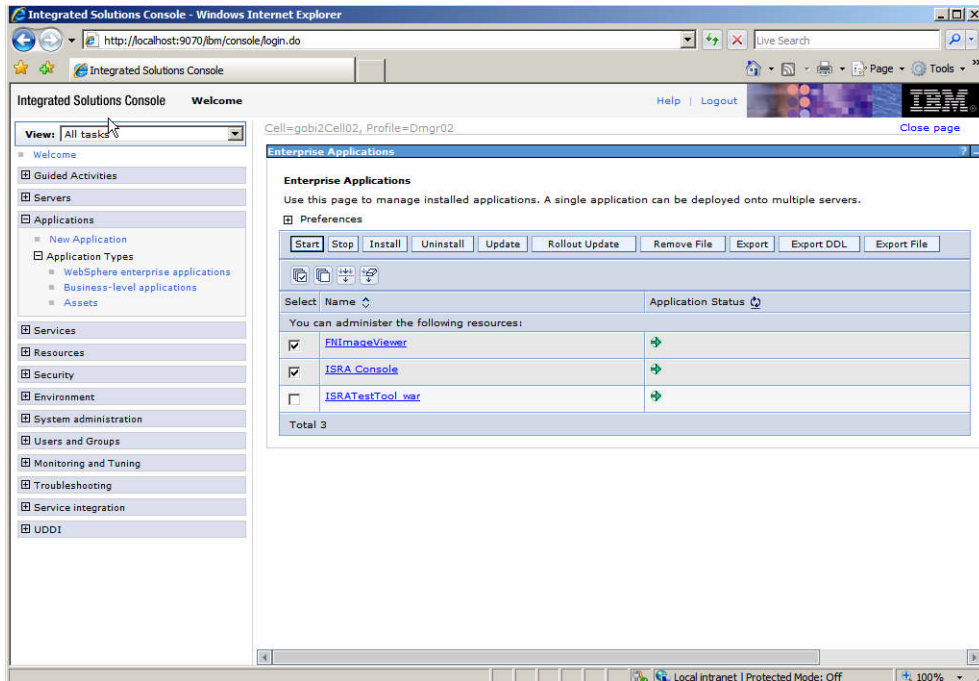 Integrated Solutions Console - Windows Internet Explorer
http://localhost:9070/ibm/console/login.do
Live Search
Integrated Solutions Console
Page
Tools
Integrated Solutions Console Welcome
Help | Logout
IBM.
View: All tasks
Cell=gobi2Cell02, Profile=Dmgr02
Close page
Welcome
Guided Activities
Servers
Applications
New Application
Application Types
WebSphere enterprise applications
Business-level applications
Assets
Services
Resources
Security
Environment
System administration
Users and Groups
Monitoring and Tuning
Troubleshooting
Service integration
UDDI
Enterprise Applications
Enterprise Applications
Use this page to manage installed applications. A single application can be deployed onto multiple servers.
Preferences
Start Stop Install Uninstall Update Rollout Update Remove File Export Export DDL Export File
Select Name Application Status
You can administer the following resources:
FNImageViewer
ISRA Console
ISRATestTool war
Total 3
Local intranet | Protected Mode: Off
100%